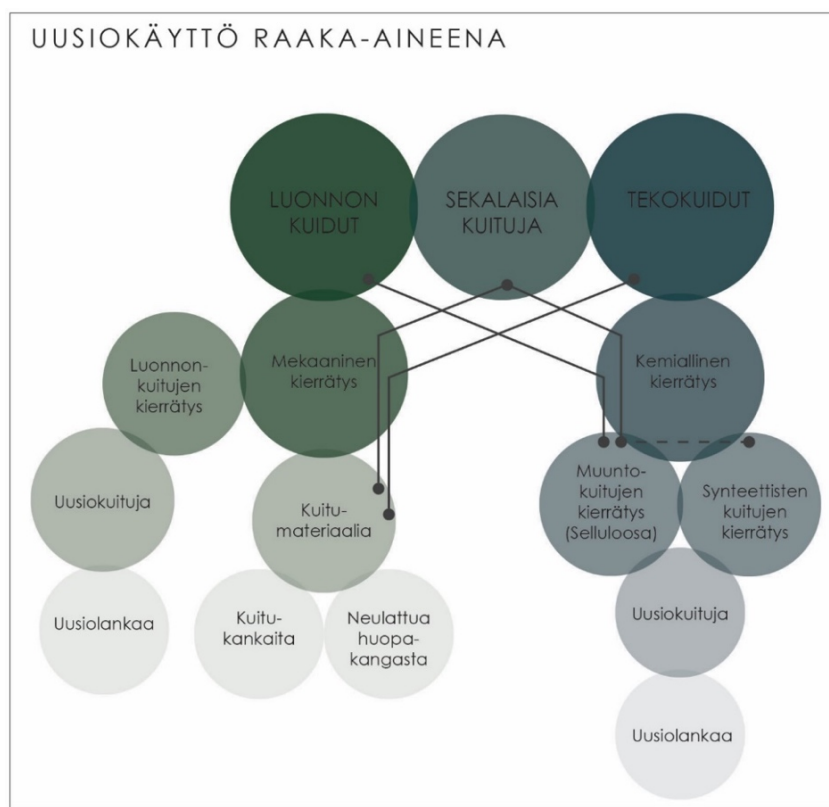 UUSIOKÄYTTÖ RAAKA-AINEENA
LUONNON
KUIDUT
SEKALAISIA
KUITUJA
TEKOKUIDUT
Luonnon-
kuitujen
kierrätys
Mekaaninen
kierrätys
Kemiallinen
kierrätys
Uusiokuituja
Kuitu-
materiaalia
Muunto-
kuitujen
kierrätys
(Selluloosa)
Synteettisten
kuitujen
kierrätys
Uusiolankaa
Kuitu-
kankaita
Neulattua
huopa-
kangasta
Uusiokuituja
Uusiolankaa